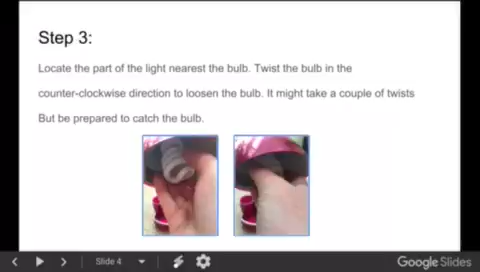 Step 3:
Locate the part of the light nearest the bulb. Twist the bulb in the
counter-clockwise direction to loosen the bulb. It might take a couple of twists
But be prepared to catch the bulb.
Slide 4
Google Slides